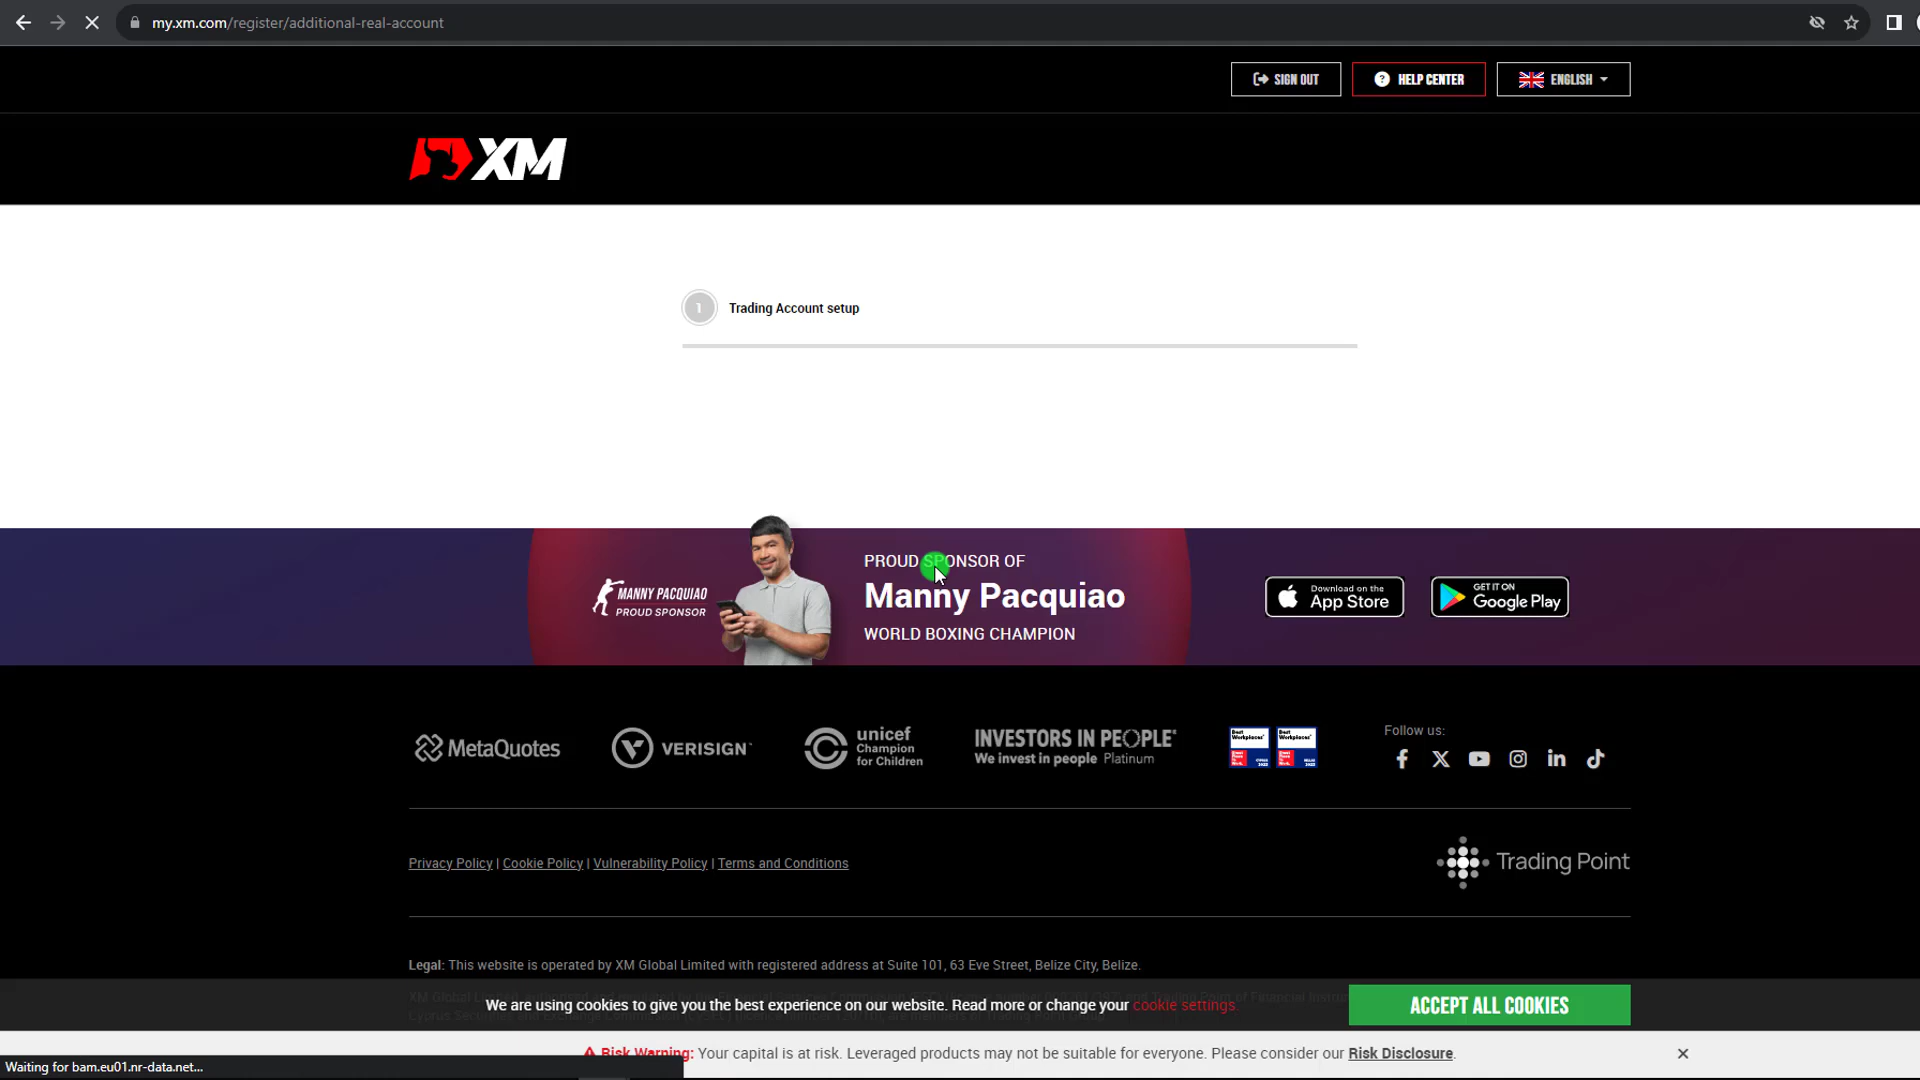 my.xm.com/register/additional-real-account
SIGN OUT
? HELP CENTER
ENGLISH
XM
1 Trading Account setup
MANNY PACQUIAO
PROUD SPONSOR
PROUD SPONSOR OF
Manny Pacquiao
WORLD BOXING CHAMPION
Download on the
App Store
GET IT ON
Google Play
MetaQuotes
VERISIGN
unicef
Champion
for Children
INVESTORS IN PEOPLE
We invest in people Platinum
Best
Workplaces
Best
Workplaces
Follow us:
Privacy Policy | Cookie Policy | Vulnerability Policy | Terms and Conditions
Trading Point
Legal: This website is operated by XM Global Limited with registered address at Suite 101, 63 Eve Street, Belize City, Belize.
We are using cookies to give you the best experience on our website. Read more or change your cookie settings.
ACCEPT ALL COOKIES
Risk Warning: Your capital is at risk. Leveraged products may not be suitable for everyone. Please consider our Risk Disclosure.
Waiting for bam.eu01.nr-data.net...